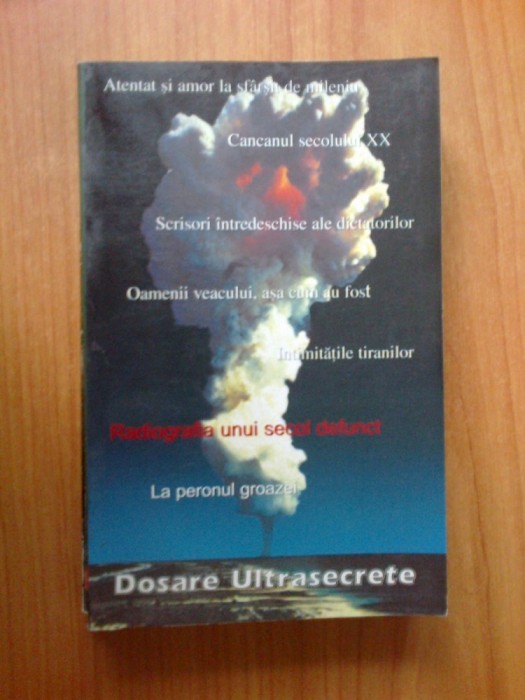 Atentat și amor la sfârșit de mileniu
Cancanul secolului XX
Scrisori întredeschise ale dictatorilor
Oamenii veacului, așa cum au fost
Intimitățile tiranilor
Radiografia unui secol defunct
La peronul groazei
Dosare Ultrasecrete